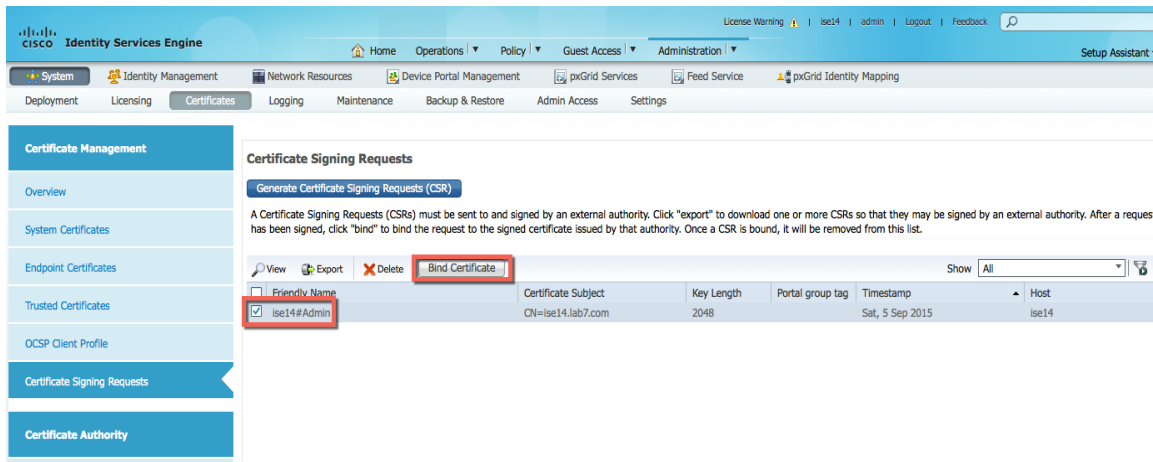 License Warning | ise14 | admin | Logout | Feedback
CISCO Identity Services Engine
Home Operations Policy Guest Access Administration
Setup Assistant
System Identity Management Network Resources Device Portal Management pxGrid Services Feed Service pxGrid Identity Mapping
Deployment Licensing Certificates Logging Maintenance Backup & Restore Admin Access Settings
Certificate Management
Overview
System Certificates
Endpoint Certificates
Trusted Certificates
OCSP Client Profile
Certificate Signing Requests
Certificate Authority
Certificate Signing Requests
Generate Certificate Signing Requests (CSR)
A Certificate Signing Requests (CSRs) must be sent to and signed by an external authority. Click "export" to download one or more CSRs so that they may be signed by an external authority. After a request
has been signed, click "bind" to bind the request to the signed certificate issued by that authority. Once a CSR is bound, it will be removed from this list.
View Export Delete Bind Certificate Show All
Friendly Name Certificate Subject Key Length Portal group tag Timestamp Host
ise14#Admin CN=ise14.lab7.com 2048 Sat, 5 Sep 2015 ise14